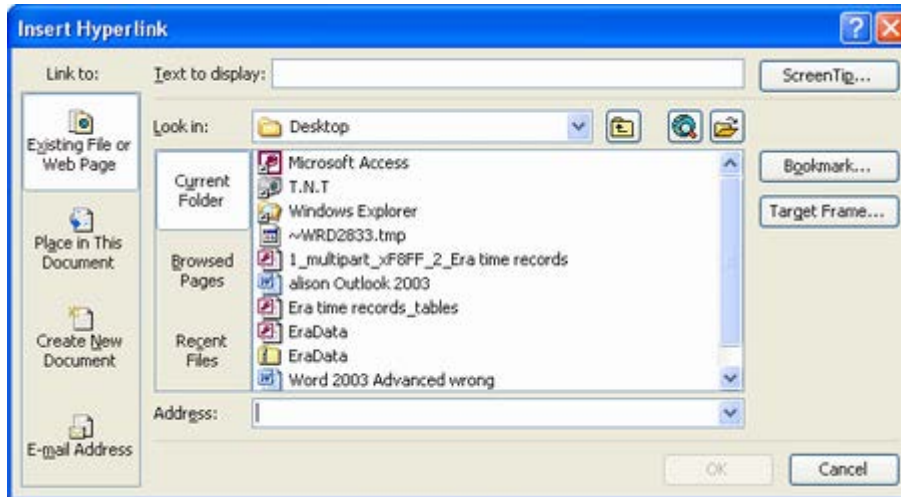 Insert Hyperlink
Link to:
Text to display:
ScreenTip...
Existing File or
Web Page
Look in:
Desktop
Current
Folder
Microsoft Access
T.N.T
Windows Explorer
~WRD2833.tmp
1_multipart_xF8FF_2_Era time records
alison Outlook 2003
Era time records_tables
EraData
EraData
Word 2003 Advanced wrong
Bookmark...
Target Frame...
Place in This
Document
Browsed
Pages
Create New
Document
Recent
Files
E-mail Address
Address:
OK
Cancel